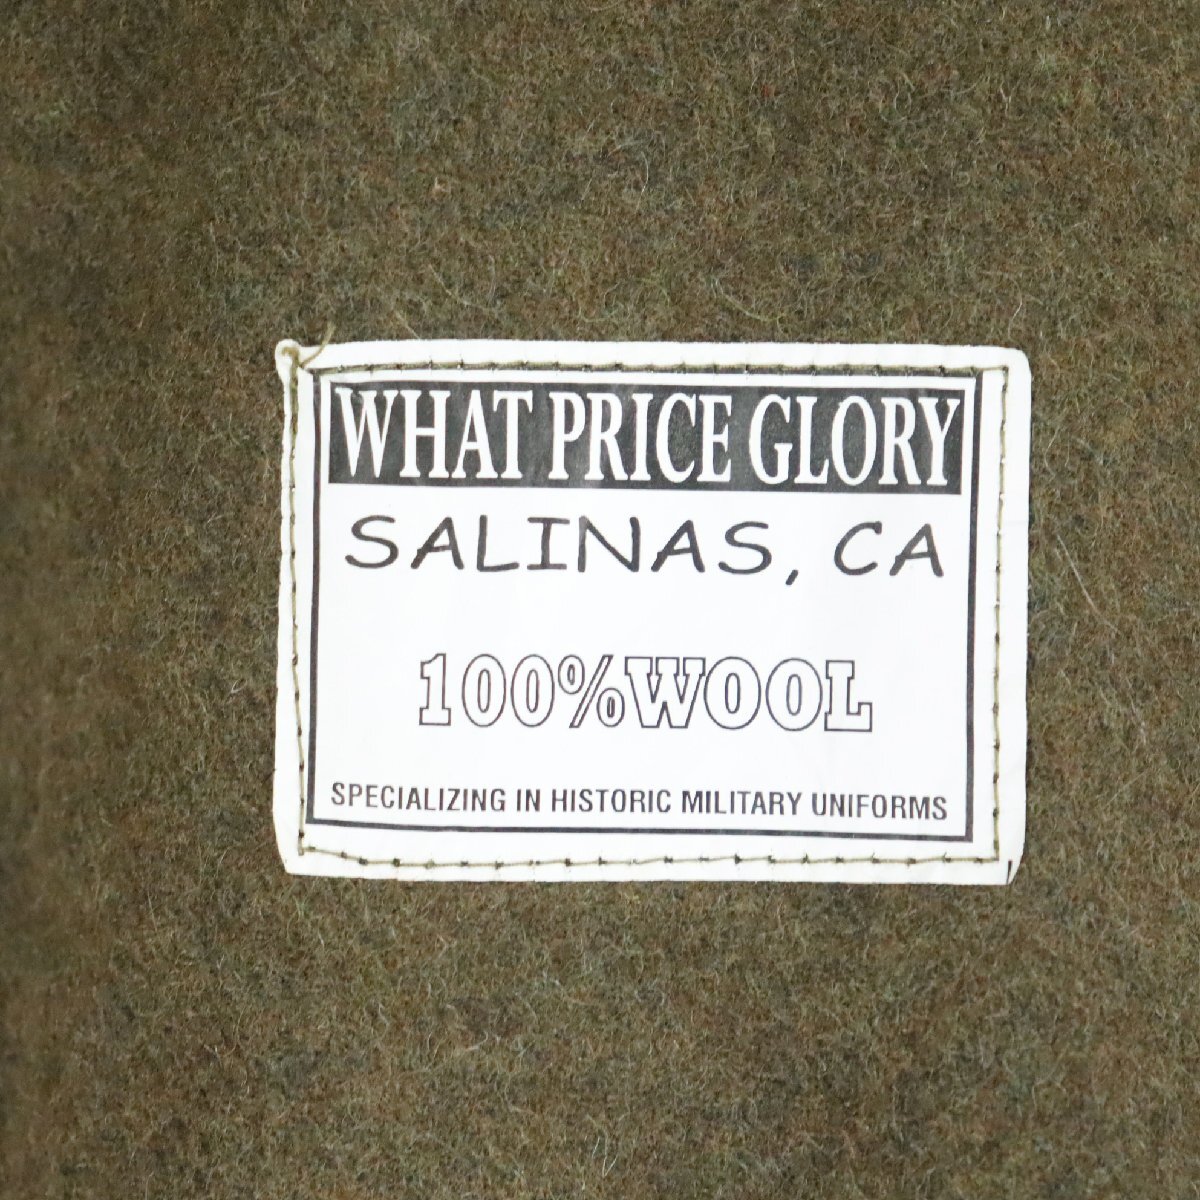 WHAT PRICE GLORY
SALINAS, CA
100% WOOL
SPECIALIZING IN HISTORIC MILITARY UNIFORMS